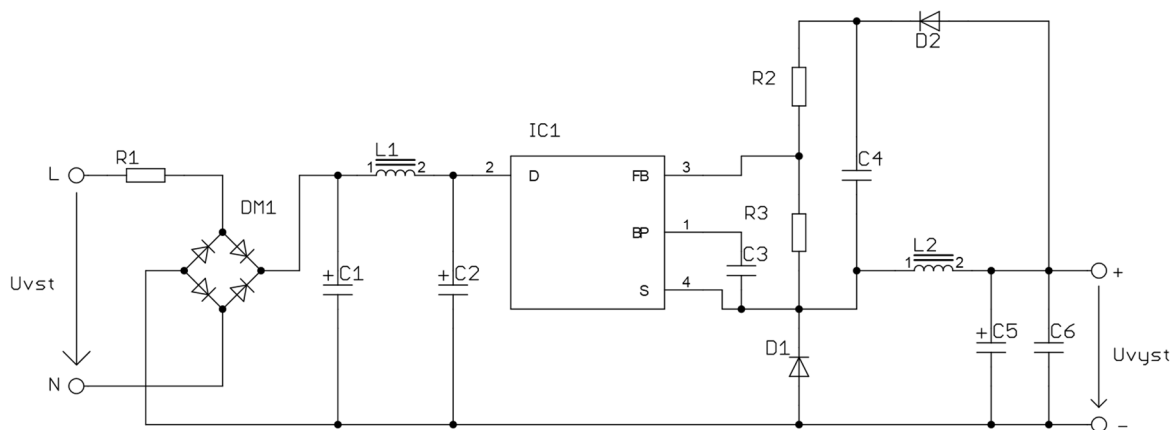 D2
R2
IC1
C4
R1
L
L1
1
2
2
D
FB
3
DM1
R3
BP
1
L2
C3
1
2
+
Uvst
+
C1
+
C2
S
4
D1
+
C5
C6
Uvyst
N
-